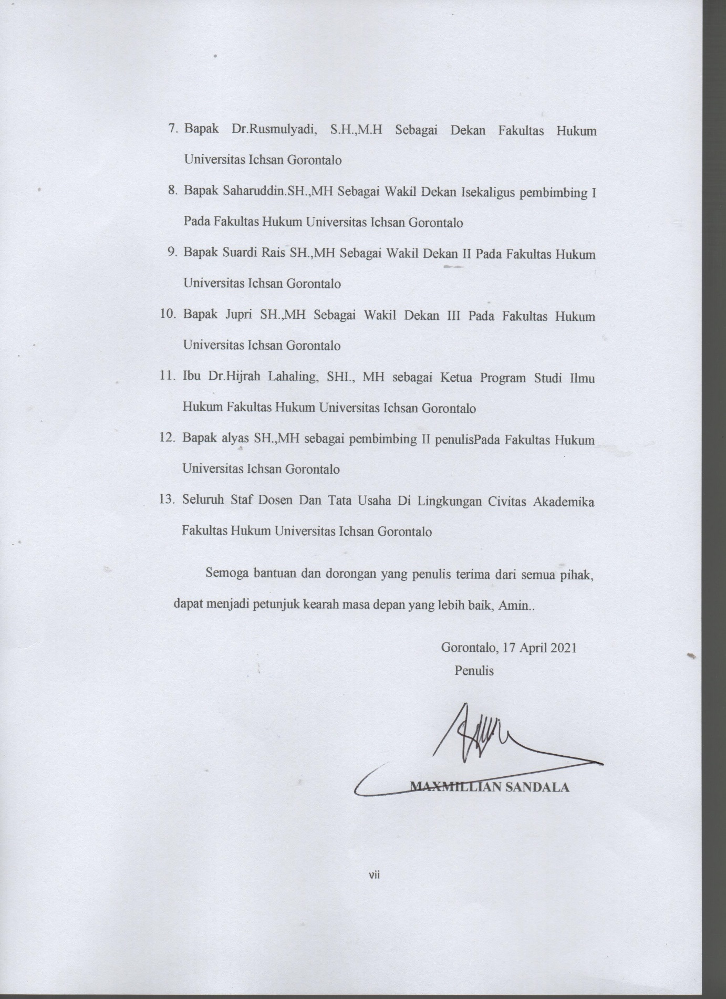 7. Bapak Dr.Rusmulyadi, S.H.,M.H Sebagai Dekan Fakultas Hukum
Universitas Ichsan Gorontalo
8. Bapak Saharuddin.SH.,MH Sebagai Wakil Dekan Isekaligus pembimbing I
Pada Fakultas Hukum Universitas Ichsan Gorontalo
9. Bapak Suardi Rais SH.,MH Sebagai Wakil Dekan II Pada Fakultas Hukum
Universitas Ichsan Gorontalo
10. Bapak Jupri SH.,MH Sebagai Wakil Dekan III Pada Fakultas Hukum
Universitas Ichsan Gorontalo
11. Ibu Dr.Hijrah Lahaling, SHI., MH sebagai Ketua Program Studi Ilmu
Hukum Fakultas Hukum Universitas Ichsan Gorontalo
12. Bapak alyas SH.,MH sebagai pembimbing II penulisPada Fakultas Hukum
Universitas Ichsan Gorontalo
13. Seluruh Staf Dosen Dan Tata Usaha Di Lingkungan Civitas Akademika
Fakultas Hukum Universitas Ichsan Gorontalo
Semoga bantuan dan dorongan yang penulis terima dari semua pihak,
dapat menjadi petunjuk kearah masa depan yang lebih baik, Amin..
Gorontalo, 17 April 2021
Penulis
MAXMILLIAN SANDALA
vii